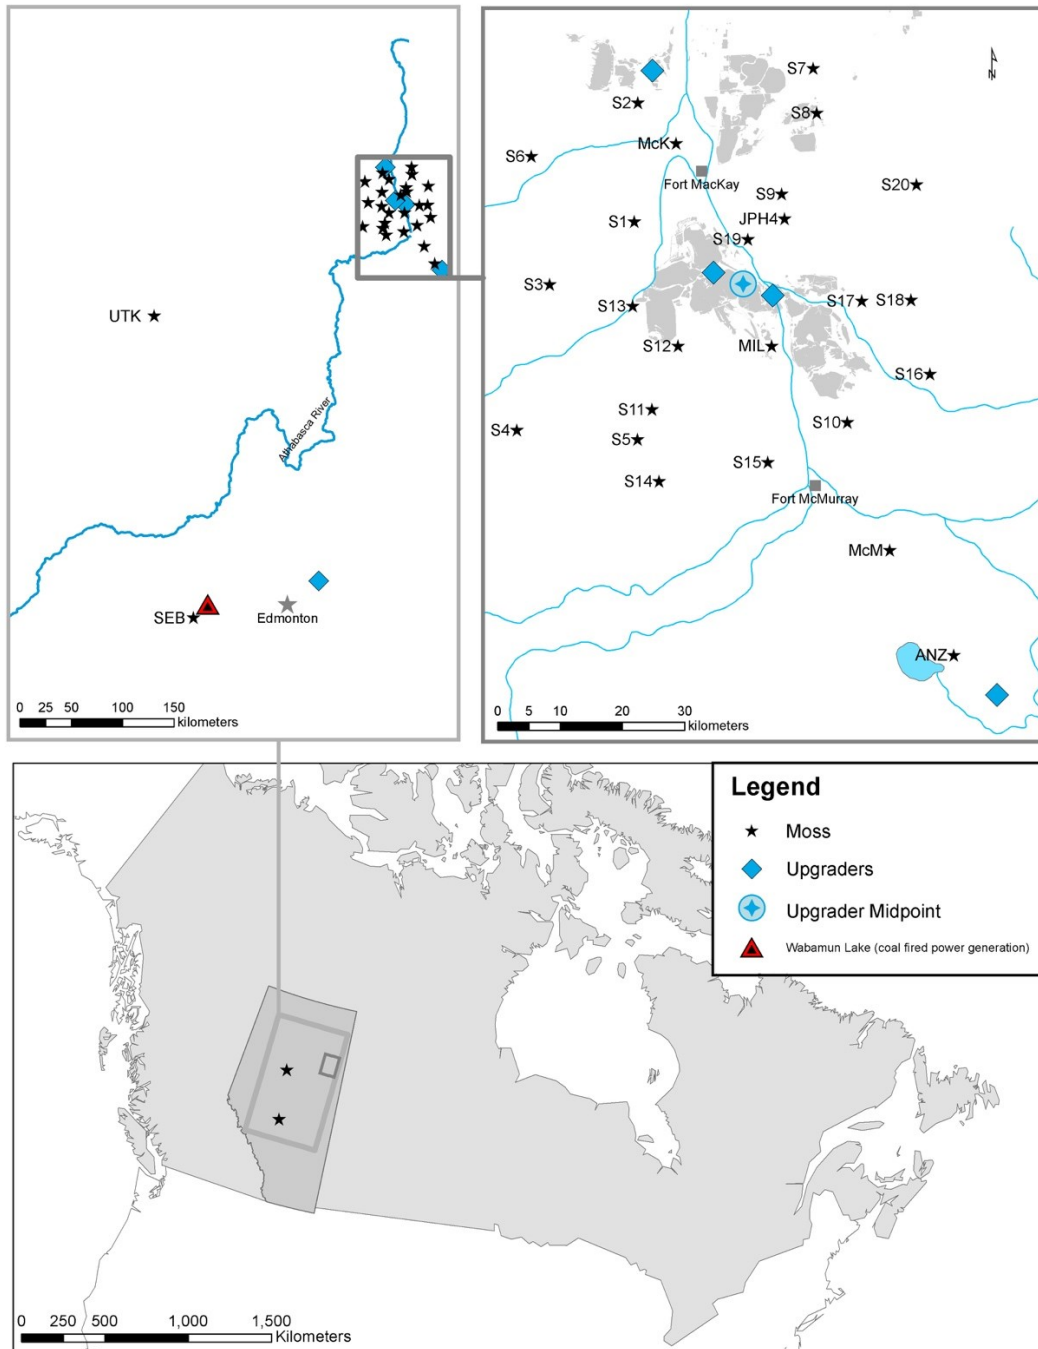 UTK
Athabasca River
SEB
Edmonton
0 25 50 100 150
kilometers
N
S7
S2
S8
McK
S6
Fort MacKay
S20
S9
JPH4
S1
S19
S3
S13
S17
S18
S12
MIL
S16
S11
S10
S4
S5
S15
S14
Fort McMurray
McM
ANZ
0 5 10 20 30
kilometers
Legend
Moss
Upgraders
Upgrader Midpoint
Wabamun Lake (coal fired power generation)
0 250 500 1,000 1,500
Kilometers